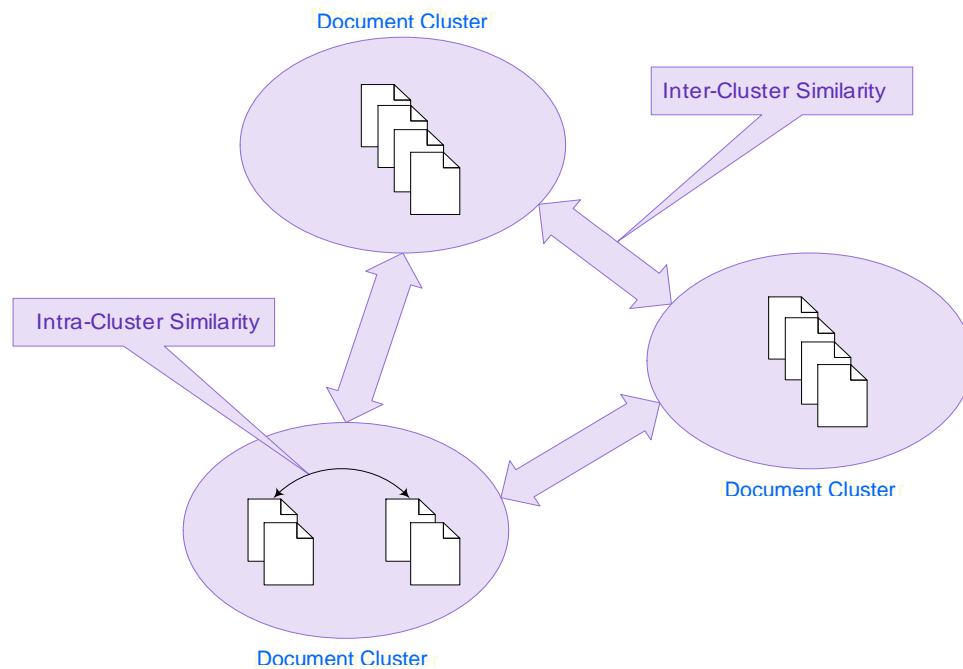 Document Cluster
Inter-Cluster Similarity
Intra-Cluster Similarity
Document Cluster
Document Cluster